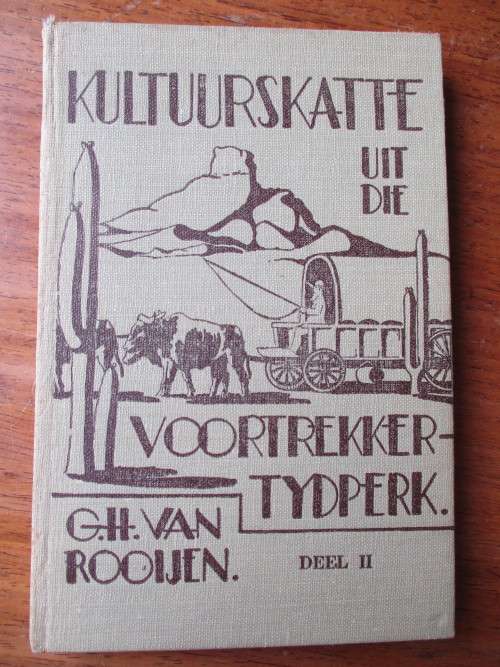 KULTUURSKATTE
UIT
DIE
VOORTREKKER-
TYDPERK.
G.H. VAN
ROOIJEN.
DEEL II